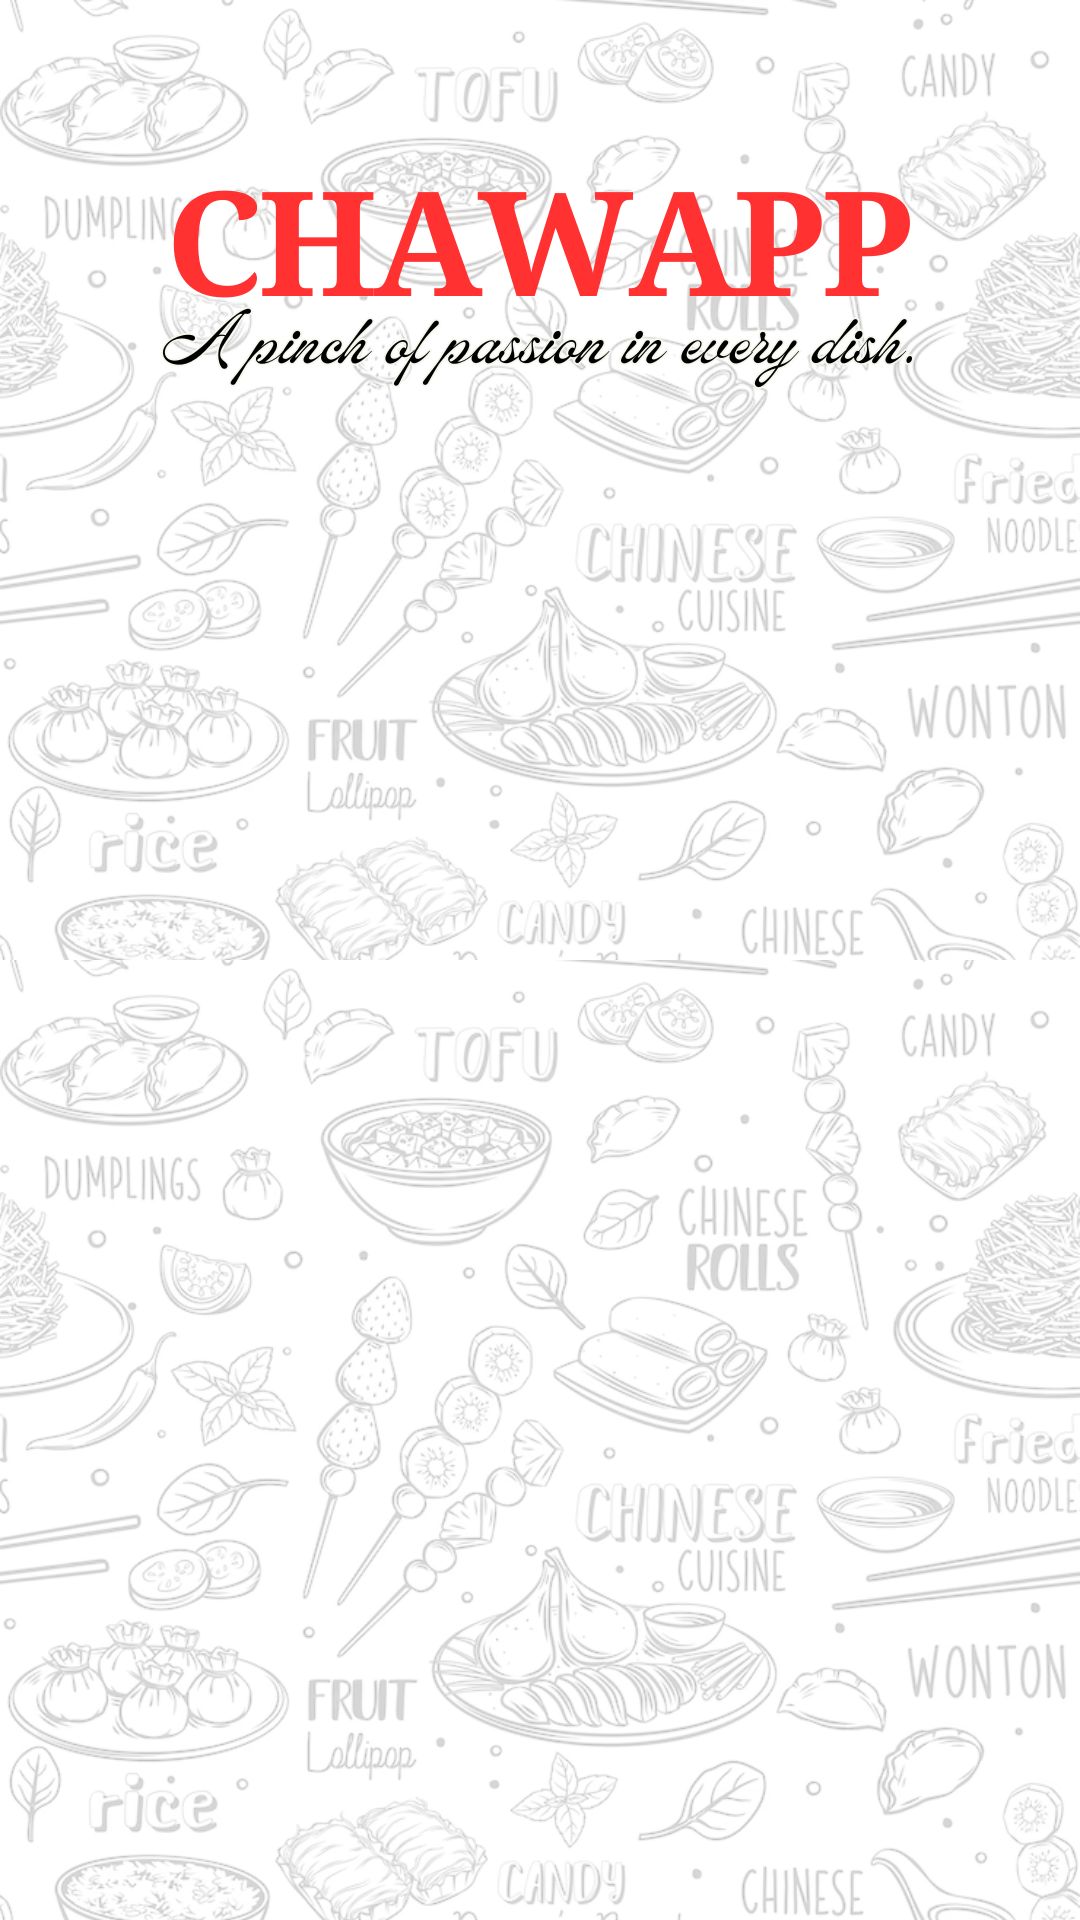 TOFU
CANDY
DUMPLINGS
CHINESE
ROLLS
CHAWAPP
A pinch of passion in every dish.
Fried
NOODLE
CHINESE
CUISINE
WONTON
FRUIT
Lollipop
rice
CANDY
CHINESE
TOFU
CANDY
DUMPLINGS
CHINESE
ROLLS
Fried
NOODLE
CHINESE
CUISINE
WONTON
FRUIT
Lollipop
rice
CANDY
CHINESE